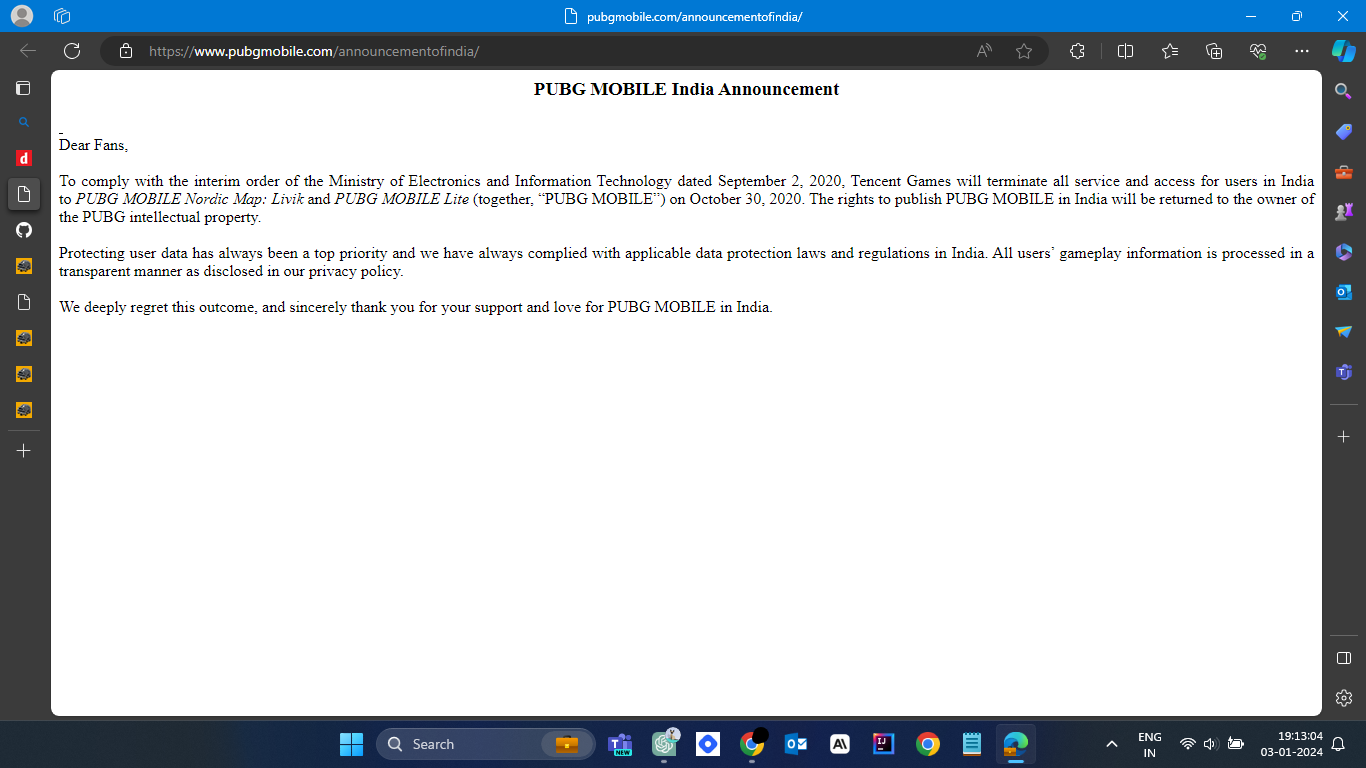 pubgmobile.com/announcementofindia/
https://www.pubgmobile.com/announcementofindia/
PUBG MOBILE India Announcement
Dear Fans,
To comply with the interim order of the Ministry of Electronics and Information Technology dated September 2, 2020, Tencent Games will terminate all service and access for users in India
to PUBG MOBILE Nordic Map: Livik and PUBG MOBILE Lite (together, “PUBG MOBILE”) on October 30, 2020. The rights to publish PUBG MOBILE in India will be returned to the owner of
the PUBG intellectual property.
Protecting user data has always been a top priority and we have always complied with applicable data protection laws and regulations in India. All users’ gameplay information is processed in a
transparent manner as disclosed in our privacy policy.
We deeply regret this outcome, and sincerely thank you for your support and love for PUBG MOBILE in India.
Search
NEW
ENG
IN
19:13:04
03-01-2024